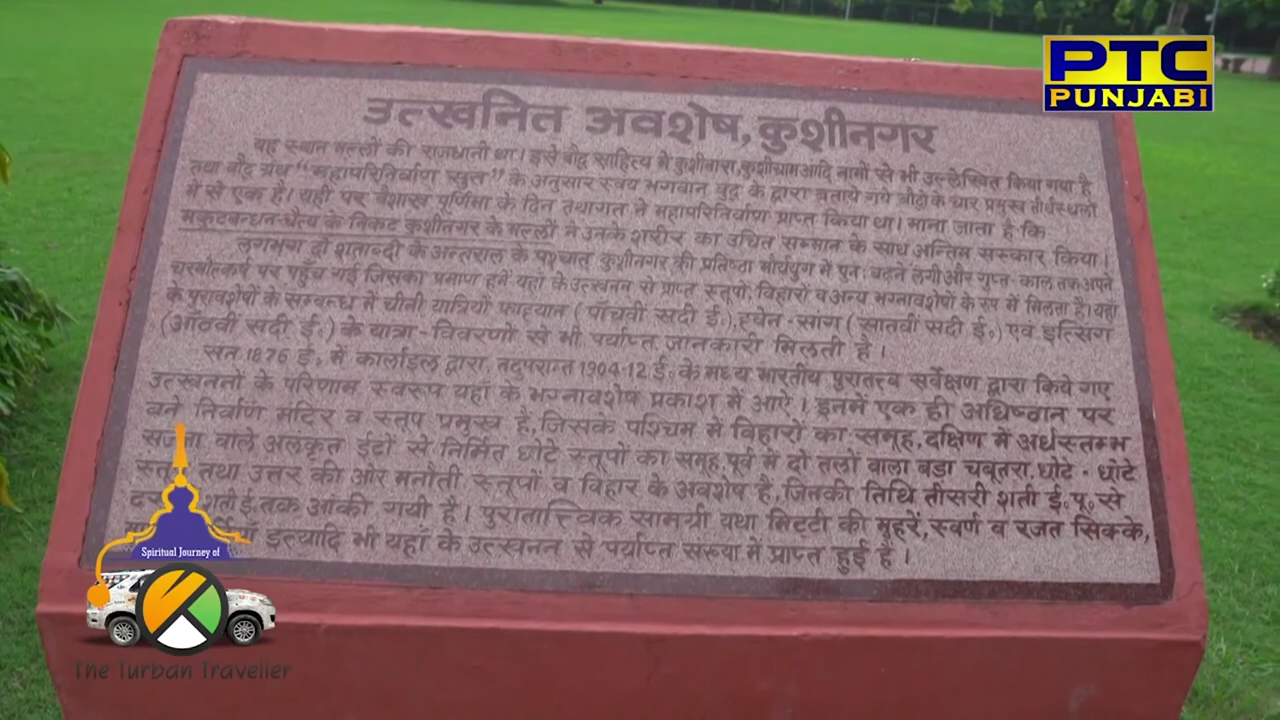 PTC
PUNJABI
उत्खनित अवशेष, कुशीनगर
यह स्थान मल्लों की राजधानी था। इसे बौद्ध साहित्य में कुशीनारा, कुशीग्राम आदि नामों से भी उल्लेखित किया गया है
तथा बौद्ध ग्रंथ "महापरिनिर्वाण सुत्त" के अनुसार स्वयं भगवान बुद्ध के द्वारा बताये गये बौद्धों के चार प्रमुख तीर्थस्थलों
में से एक है। यहीं पर बैशाख पूर्णिमा के दिन तथागत ने महापरिनिर्वाण प्राप्त किया था। माना जाता है कि
मकुटबन्धन-चैत्य के निकट कुशीनगर के मल्लों ने उनके शरीर का उचित सम्मान के साथ अन्तिम संस्कार किया।
लगभग दो शताब्दी के अन्तराल के पश्चात कुशीनगर की प्रतिष्ठा मौर्ययुग में पुनः बढ़ने लगी और गुप्त-काल तक अपने
चरमोत्कर्ष पर पहुँच गई जिसका प्रमाण हमें यहां के उत्खनन से प्राप्त स्तूपों, विहारों व अन्य भग्नावशेषों के रूप में मिलता है। यहां
के पुरावशेषों के सम्बन्ध में चीनी यात्रियों फाह्यान (पाँचवी सदी ई.), ह्वेन-सांग (सातवीं सदी ई॰) एवं इत्सिंग
(आठवी सदी ई॰) के यात्रा-विवरणों से भी पर्याप्त जानकारी मिलती है।
सन् 1876 ई॰ में कार्लाइल द्वारा, तदुपरान्त 1904-12 ई॰ के मध्य भारतीय पुरातत्त्व सर्वेक्षण द्वारा किये गए
उत्खननों के परिणाम स्वरूप यहाँ के भग्नावशेष प्रकाश में आऐ। इनमें एक ही अधिष्ठान पर
बने निर्वाण मंदिर व स्तूप प्रमुख हैं, जिसके पश्चिम में विहारों का समूह, दक्षिण में अर्धस्तम्भ
सज्जा वाले अलंकृत ईंटों से निर्मित छोटे स्तूपों का समूह, पूर्व में दो तलों वाला बड़ा चबूतरा, छोटे-छोटे
तथा उत्तर की ओर मनौती स्तूपों व विहार के अवशेष है, जिनकी तिथि तीसरी शती ई. पू. से
शती ई. तक आंकी गयी है। पुरातात्त्विक सामग्री यथा मिट्टी की मुहरें, स्वर्ण व रजत सिक्के,
इत्यादि भी यहाँ के उत्खनन से पर्याप्त संख्या में प्राप्त हुई है।
Spiritual Journey of
The Turban Traveller